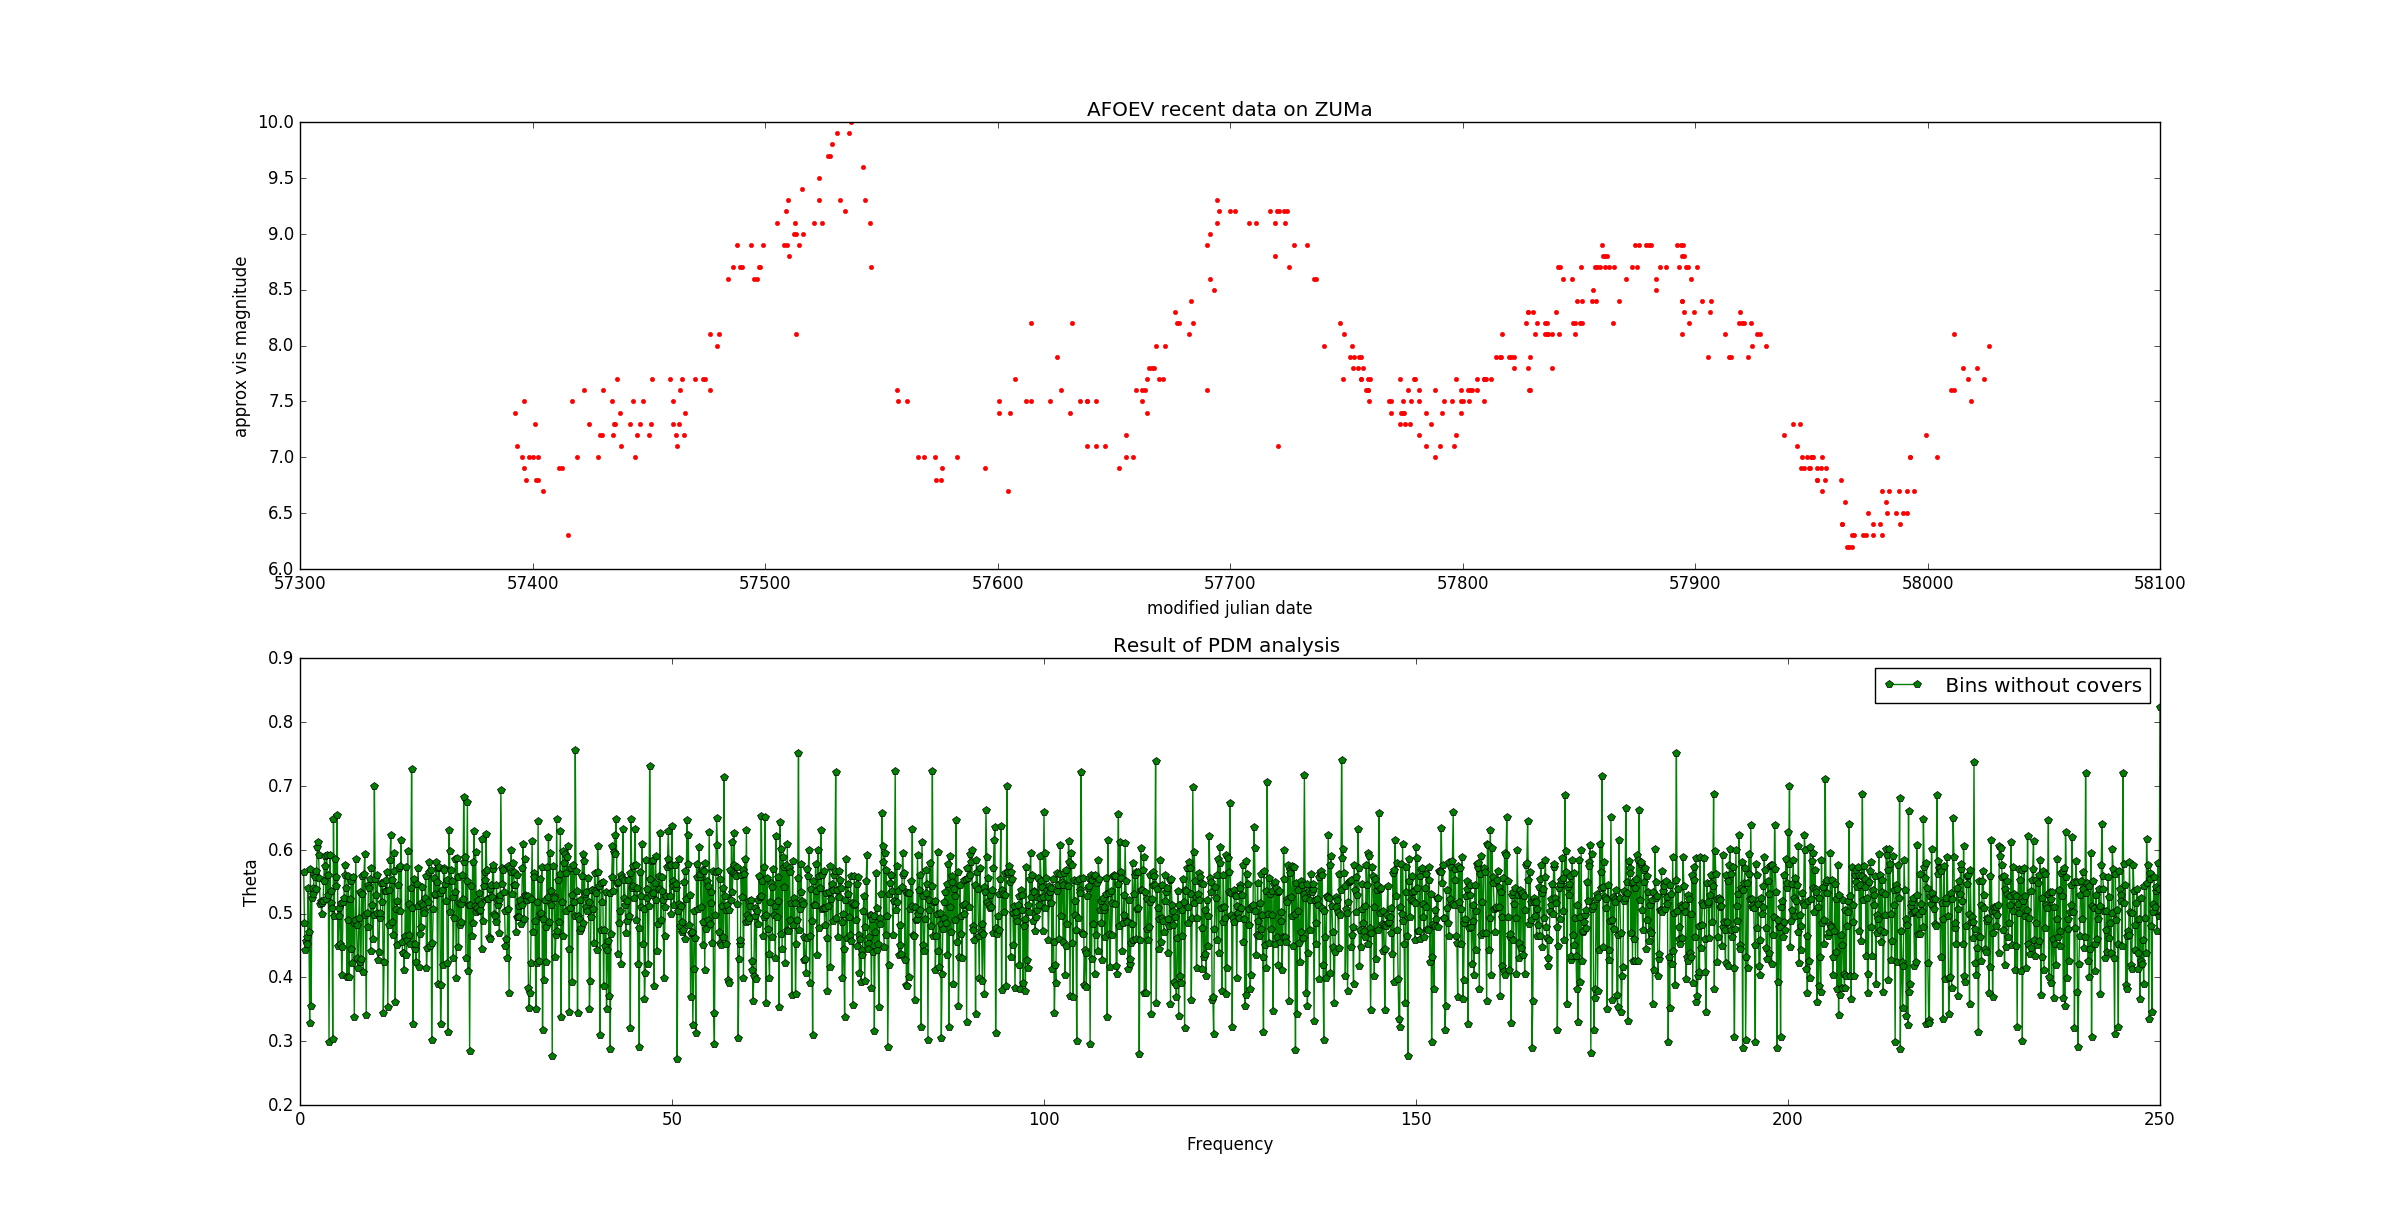 AFOEV recent data on ZUMa
approx vis magnitude
10.0
9.5
9.0
8.5
8.0
7.5
7.0
6.5
6.0
57300 57400 57500 57600 57700 57800 57900 58000 58100
modified julian date
Result of PDM analysis
Bins without covers
Theta
0.9
0.8
0.7
0.6
0.5
0.4
0.3
0.2
0 50 100 150 200 250
Frequency